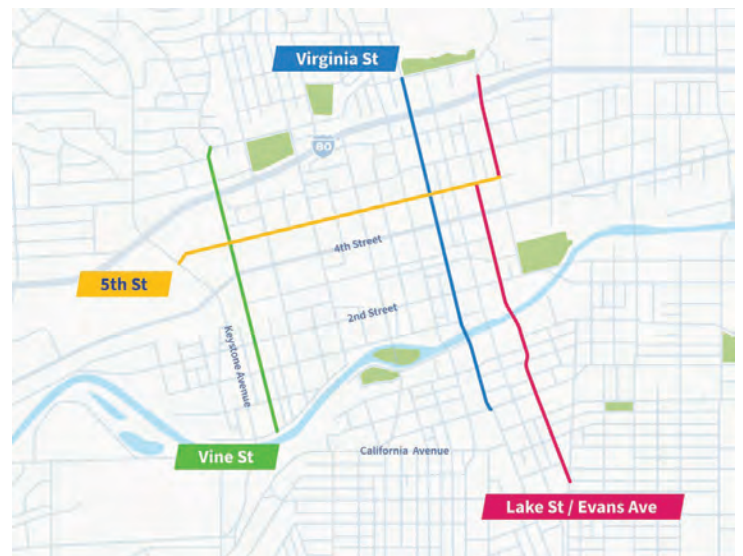 Virginia St
80
4th Street
5th St
2nd Street
Keystone Avenue
California Avenue
Vine St
Lake St / Evans Ave